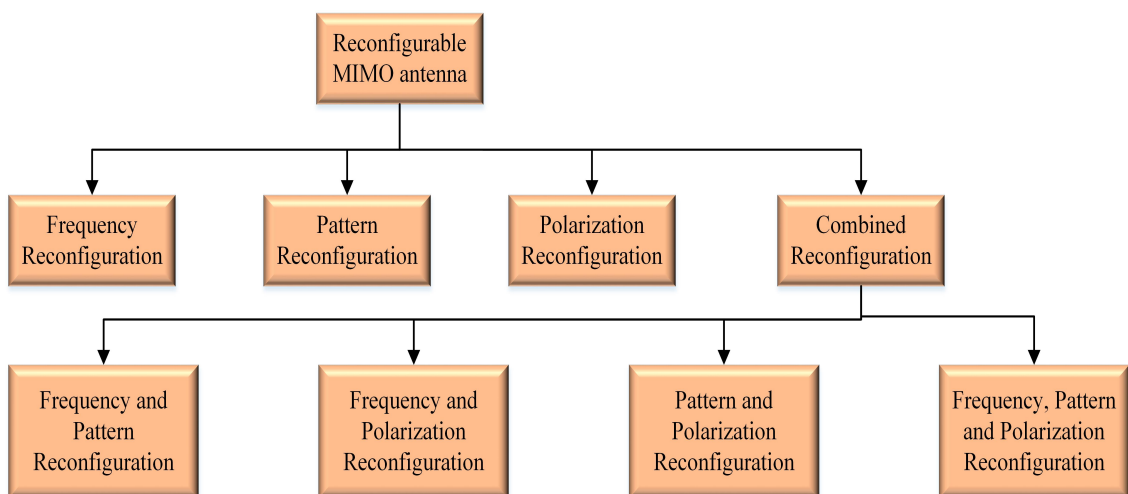 Reconfigurable
MIMO antenna
Frequency
Reconfiguration
Pattern
Reconfiguration
Polarization
Reconfiguration
Combined
Reconfiguration
Frequency and
Pattern
Reconfiguration
Frequency and
Polarization
Reconfiguration
Pattern and
Polarization
Reconfiguration
Frequency, Pattern
and Polarization
Reconfiguration